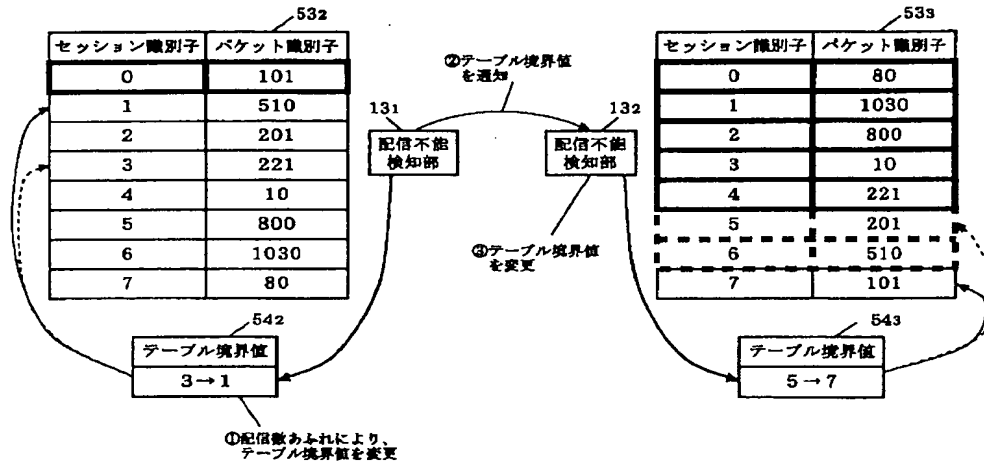 53₂
セッション識別子 パケット識別子
0 101
1 510
2 201
3 221
4 10
5 800
6 1030
7 80
54₂
テーブル境界値
3→1
①配信数あふれにより、
テーブル境界値を変更
②テーブル境界値
を通知
13₁
配信不能
検知部
13₂
配信不能
検知部
③テーブル境界値
を変更
53₃
セッション識別子 パケット識別子
0 80
1 1030
2 800
3 10
4 221
5 201
6 510
7 101
54₃
テーブル境界値
5→7